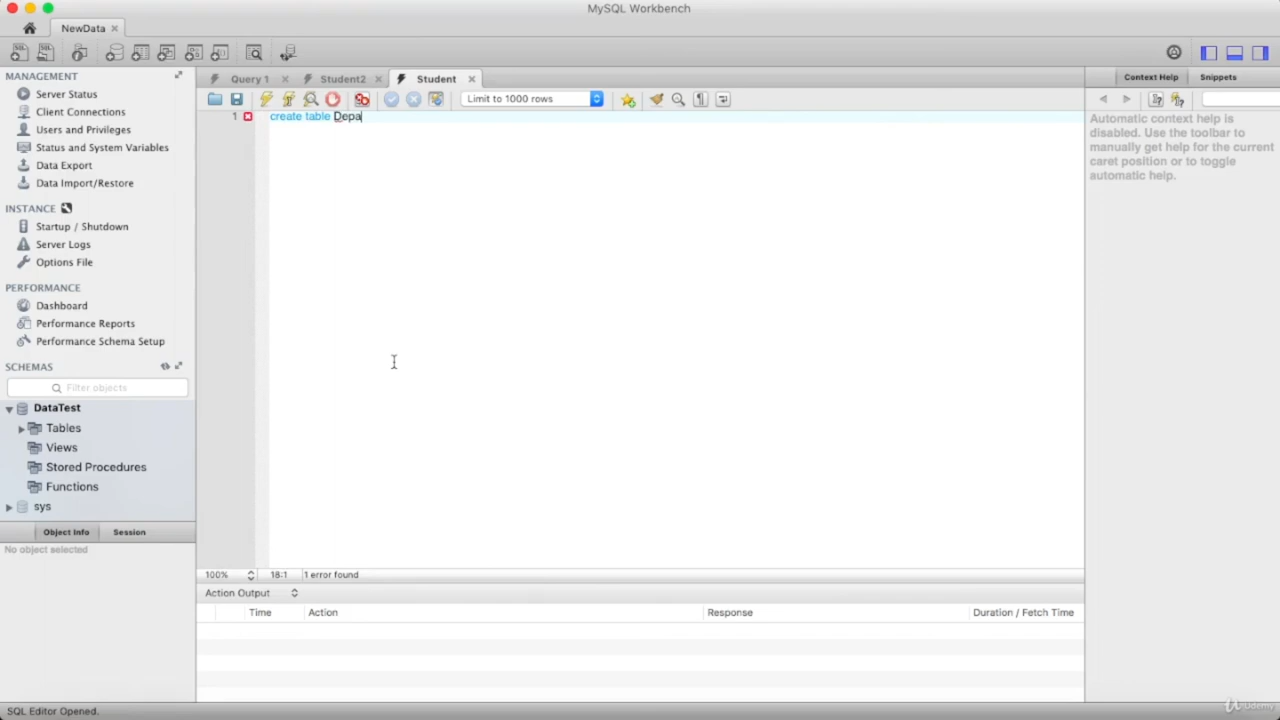 MySQL Workbench
NewData
MANAGEMENT
Server Status
Client Connections
Users and Privileges
Status and System Variables
Data Export
Data Import/Restore
INSTANCE
Startup / Shutdown
Server Logs
Options File
PERFORMANCE
Dashboard
Performance Reports
Performance Schema Setup
SCHEMAS
Filter objects
DataTest
Tables
Views
Stored Procedures
Functions
sys
Object Info Session
No object selected
Query 1 Student2 Student
Limit to 1000 rows
1 create table Depa
100% 18:1 1 error found
Action Output
Time Action Response Duration / Fetch Time
Context Help Snippets
Automatic context help is
disabled. Use the toolbar to
manually get help for the current
caret position or to toggle
automatic help.
SQL Editor Opened.
Udemy